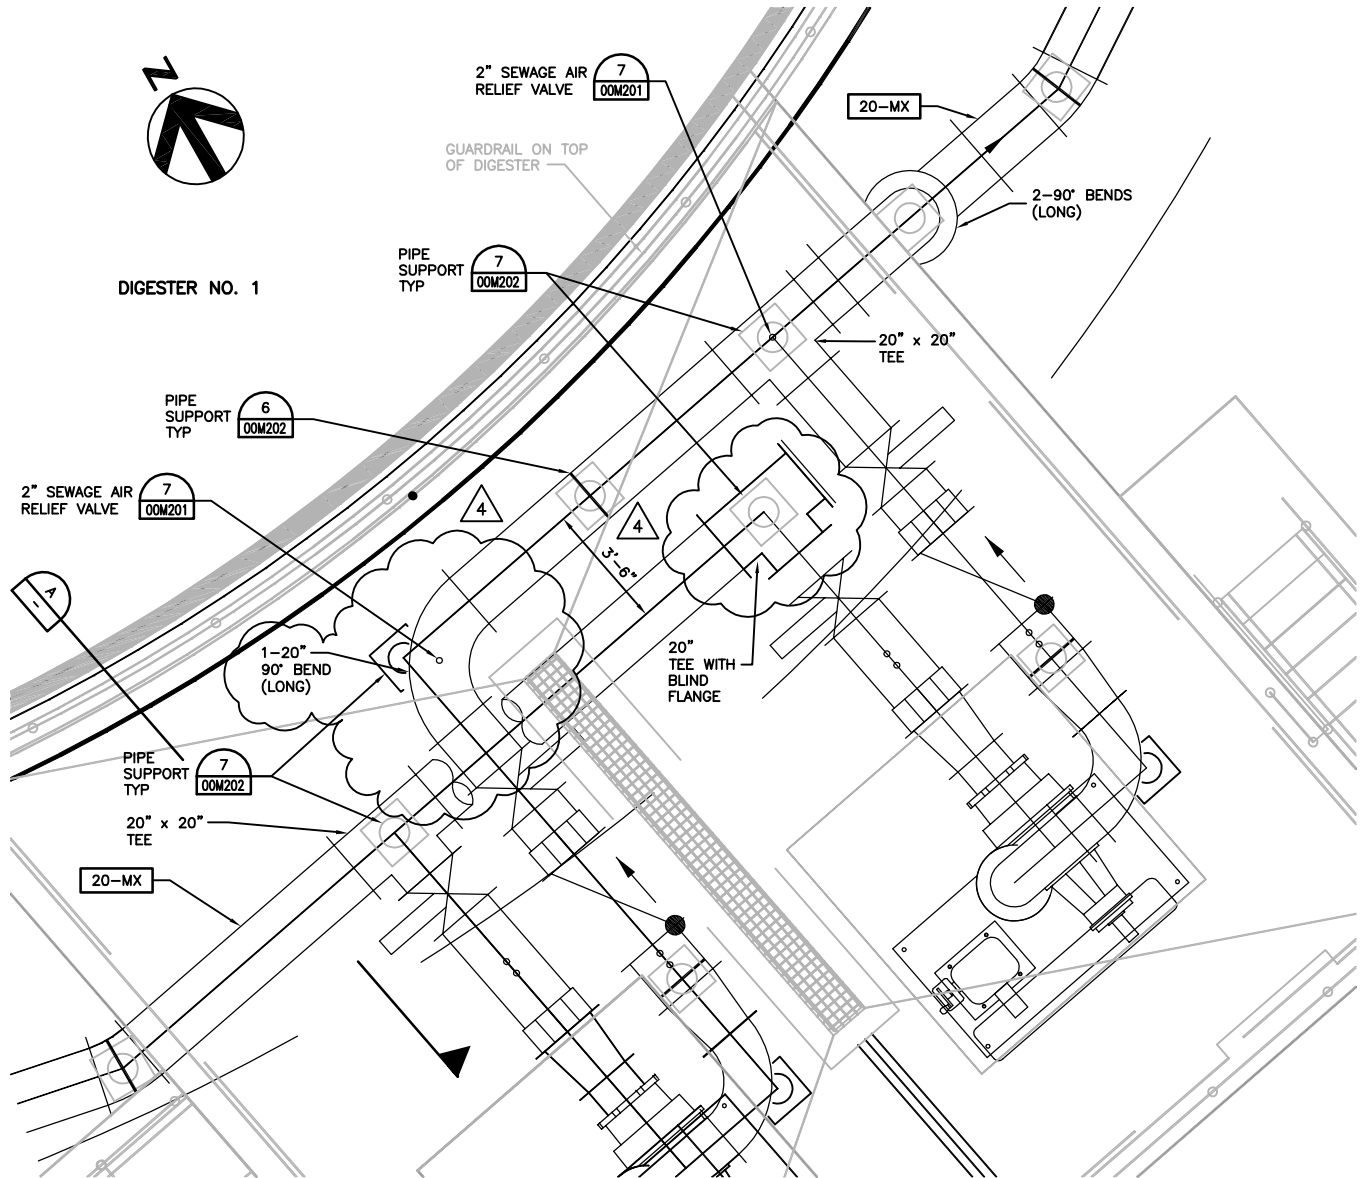 N
2" SEWAGE AIR
RELIEF VALVE
7
00M201
20-MX
GUARDRAIL ON TOP
OF DIGESTER
2-90° BENDS
(LONG)
PIPE
SUPPORT
TYP
7
00M202
DIGESTER NO. 1
20" x 20"
TEE
PIPE
SUPPORT
TYP
6
00M202
2" SEWAGE AIR
RELIEF VALVE
7
00M201
4
4
3'-6"
A
-
1-20"
90° BEND
(LONG)
20"
TEE WITH
BLIND
FLANGE
PIPE
SUPPORT
TYP
7
00M202
20" x 20"
TEE
20-MX